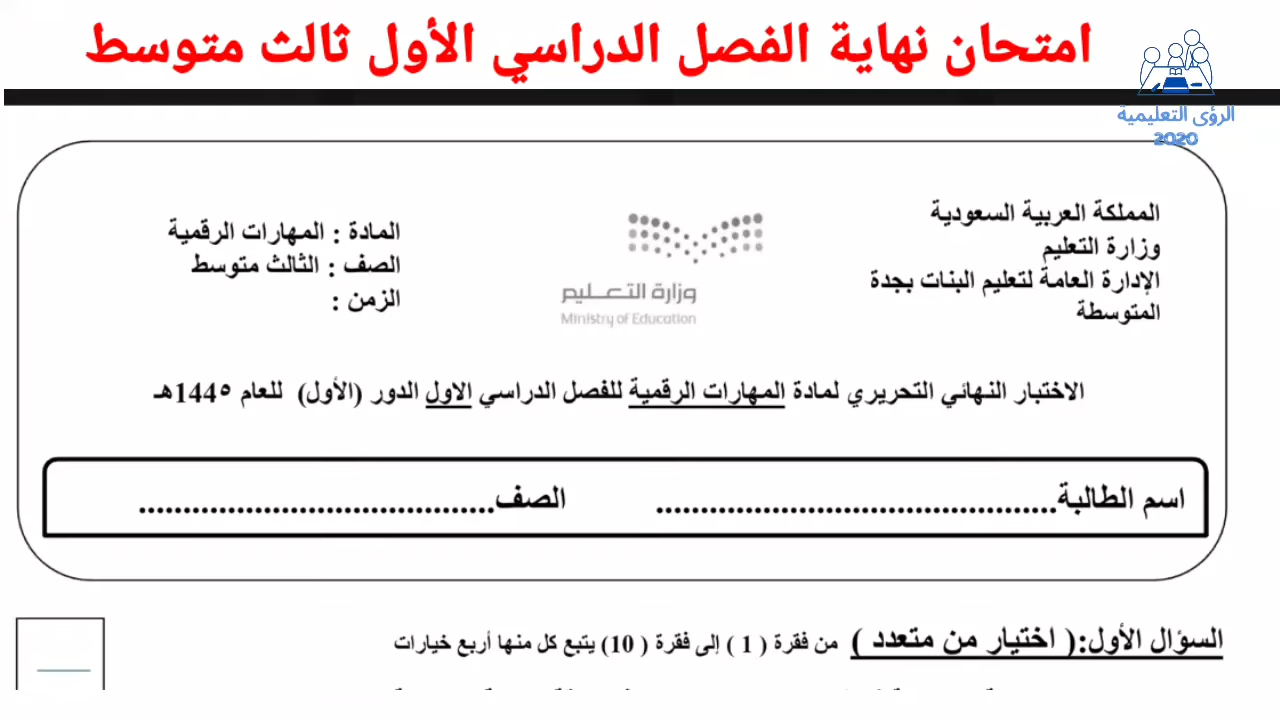 امتحان نهاية الفصل الدراسي الأول ثالث متوسط
الرؤى التعليمية
2020
المملكة العربية السعودية
وزارة التعليم
الإدارة العامة لتعليم البنات بجدة
المتوسطة
وزارة التعـــليم
Ministry of Education
المادة : المهارات الرقمية
الصف : الثالث متوسط
الزمن :
الاختبار النهائي التحريري لمادة المهارات الرقمية للفصل الدراسي الاول الدور (الأول) للعام 144٥هـ
اسم الطالبة............................................. الصف........................................
السؤال الأول:( اختيار من متعدد ) من فقرة ( 1 ) إلى فقرة ( 10) يتبع كل منها أربع خيارات